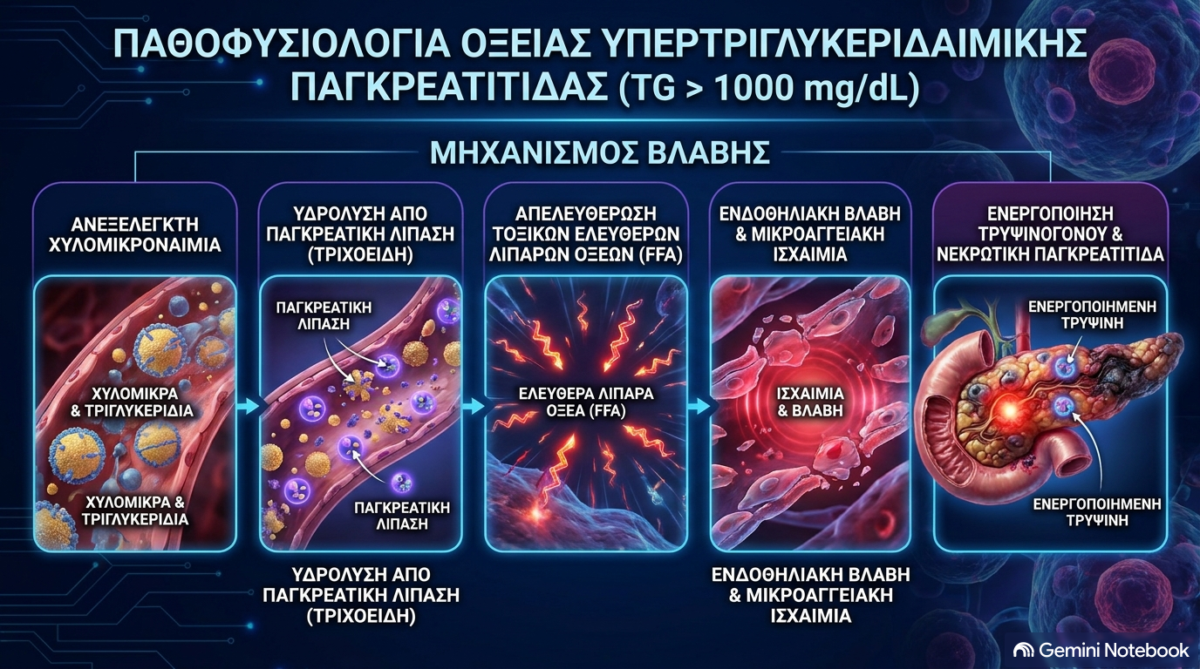 ΠΑΘΟΦΥΣΙΟΛΟΓΙΑ ΟΞΕΙΑΣ ΥΠΕΡΤΡΙΓΛΥΚΕΡΙΔΑΙΜΙΚΗΣ
ΠΑΓΚΡΕΑΤΙΤΙΔΑΣ (TG > 1000 mg/dL)
ΜΗΧΑΝΙΣΜΟΣ ΒΛΑΒΗΣ
ΑΝΕΞΕΛΕΓΚΤΗ
ΧΥΛΟΜΙΚΡΟΝΑΙΜΙΑ
ΧΥΛΟΜΙΚΡΑ
& ΤΡΙΓΛΥΚΕΡΙΔΙΑ
ΧΥΛΟΜΙΚΡΑ &
ΤΡΙΓΛΥΚΕΡΙΔΙΑ
ΥΔΡΟΛΥΣΗ ΑΠΟ
ΠΑΓΚΡΕΑΤΙΚΗ ΛΙΠΑΣΗ
(ΤΡΙΧΟΕΙΔΗ)
ΠΑΓΚΡΕΑΤΙΚΗ
ΛΙΠΑΣΗ
ΠΑΓΚΡΕΑΤΙΚΗ
ΛΙΠΑΣΗ
ΥΔΡΟΛΥΣΗ ΑΠΟ
ΠΑΓΚΡΕΑΤΙΚΗ ΛΙΠΑΣΗ
(ΤΡΙΧΟΕΙΔΗ)
ΑΠΕΛΕΥΘΕΡΩΣΗ
ΤΟΞΙΚΩΝ ΕΛΕΥΘΕΡΩΝ
ΛΙΠΑΡΩΝ ΟΞΕΩΝ (FFA)
ΕΛΕΥΘΕΡΑ ΛΙΠΑΡΑ
ΟΞΕΑ (FFA)
ΕΝΔΟΘΗΛΙΑΚΗ ΒΛΑΒΗ
& ΜΙΚΡΟΑΓΓΕΙΑΚΗ
ΙΣΧΑΙΜΙΑ
ΙΣΧΑΙΜΙΑ
& ΒΛΑΒΗ
ΕΝΔΟΘΗΛΙΑΚΗ ΒΛΑΒΗ
& ΜΙΚΡΟΑΓΓΕΙΑΚΗ
ΙΣΧΑΙΜΙΑ
ΕΝΕΡΓΟΠΟΙΗΣΗ
ΤΡΥΨΙΝΟΓΟΝΟΥ &
ΝΕΚΡΩΤΙΚΗ ΠΑΓΚΡΕΑΤΙΤΙΔΑ
ΕΝΕΡΓΟΠΟΙΗΜΕΝΗ
ΤΡΥΨΙΝΗ
ΕΝΕΡΓΟΠΟΙΗΜΕΝΗ
ΤΡΥΨΙΝΗ
Gemini Notebook